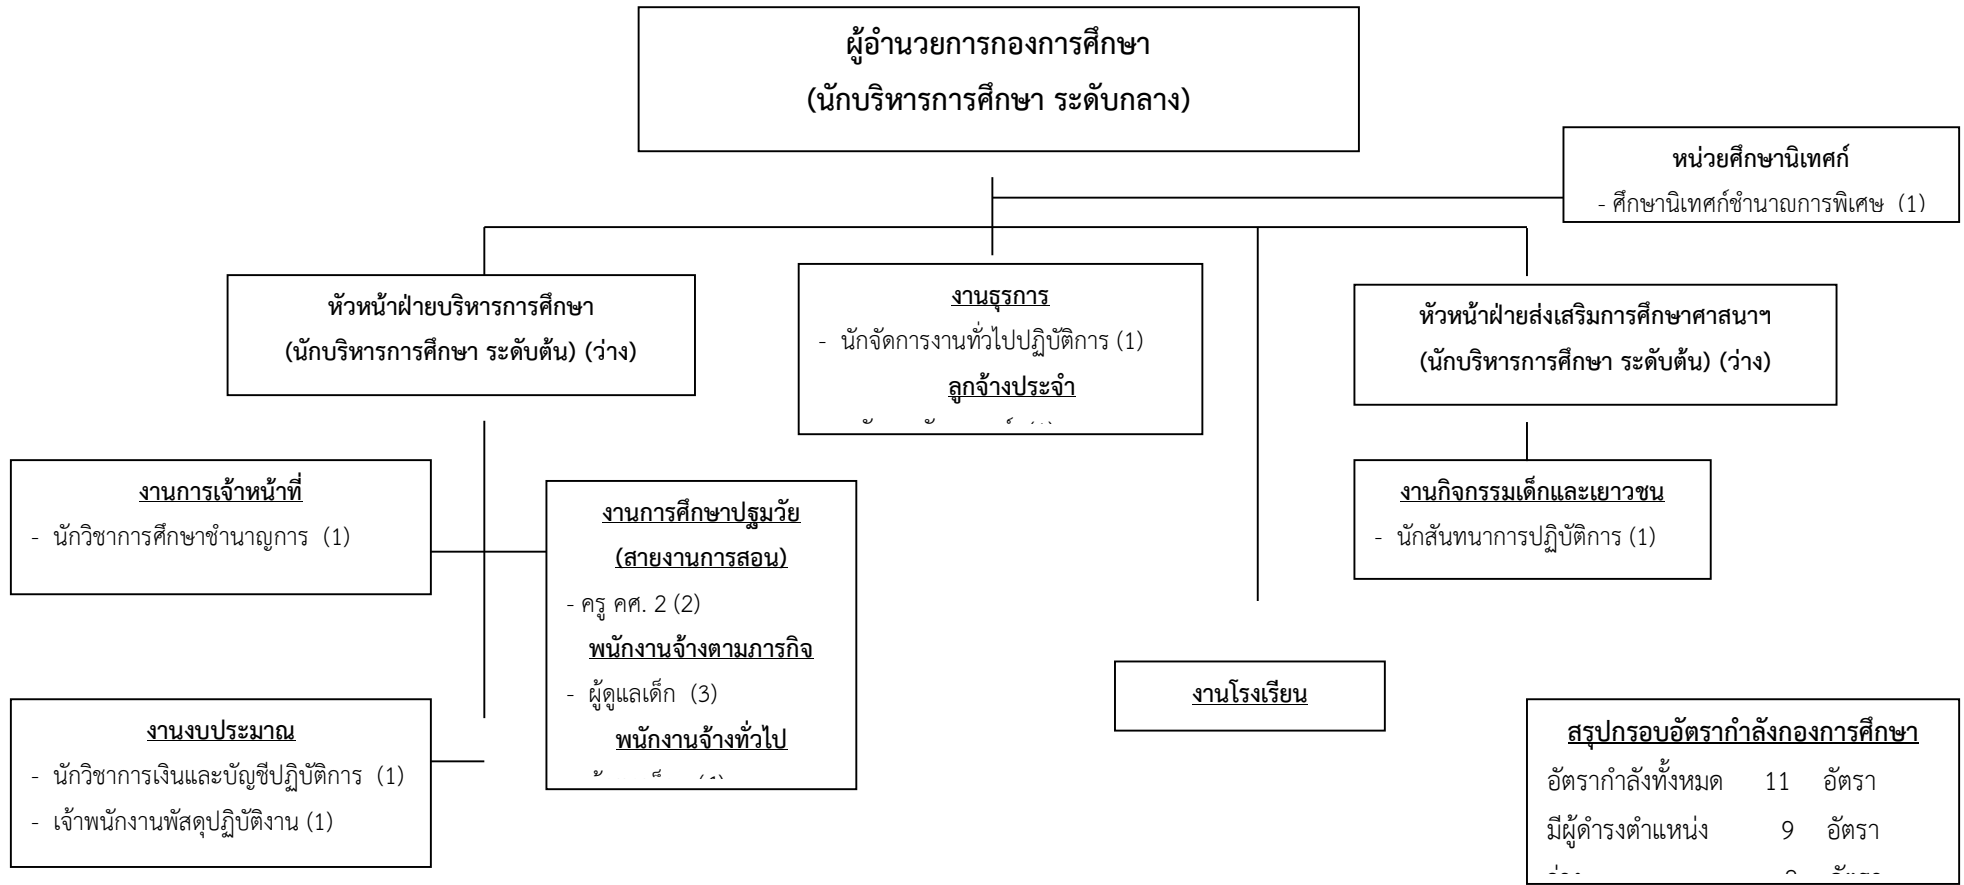 ผู้อำนวยการกองการศึกษา
(นักบริหารการศึกษา ระดับกลาง)
หน่วยศึกษานิเทศก์
- ศึกษานิเทศก์ชำนาญการพิเศษ (1)
หัวหน้าฝ่ายบริหารการศึกษา
(นักบริหารการศึกษา ระดับต้น) (ว่าง)
งานธุรการ
- นักจัดการงานทั่วไปปฏิบัติการ (1)
ลูกจ้างประจำ
หัวหน้าฝ่ายส่งเสริมการศึกษาศาสนาฯ
(นักบริหารการศึกษา ระดับต้น) (ว่าง)
งานการเจ้าหน้าที่
- นักวิชาการศึกษาชำนาญการ (1)
งานการศึกษาปฐมวัย
(สายงานการสอน)
- ครู คศ. 2 (2)
พนักงานจ้างตามภารกิจ
- ผู้ดูแลเด็ก (3)
พนักงานจ้างทั่วไป
งานกิจกรรมเด็กและเยาวชน
- นักสันทนาการปฏิบัติการ (1)
งานงบประมาณ
- นักวิชาการเงินและบัญชีปฏิบัติการ (1)
- เจ้าพนักงานพัสดุปฏิบัติงาน (1)
งานโรงเรียน
สรุปกรอบอัตรากำลังกองการศึกษา
อัตรากำลังทั้งหมด 11 อัตรา
มีผู้ดำรงตำแหน่ง 9 อัตรา